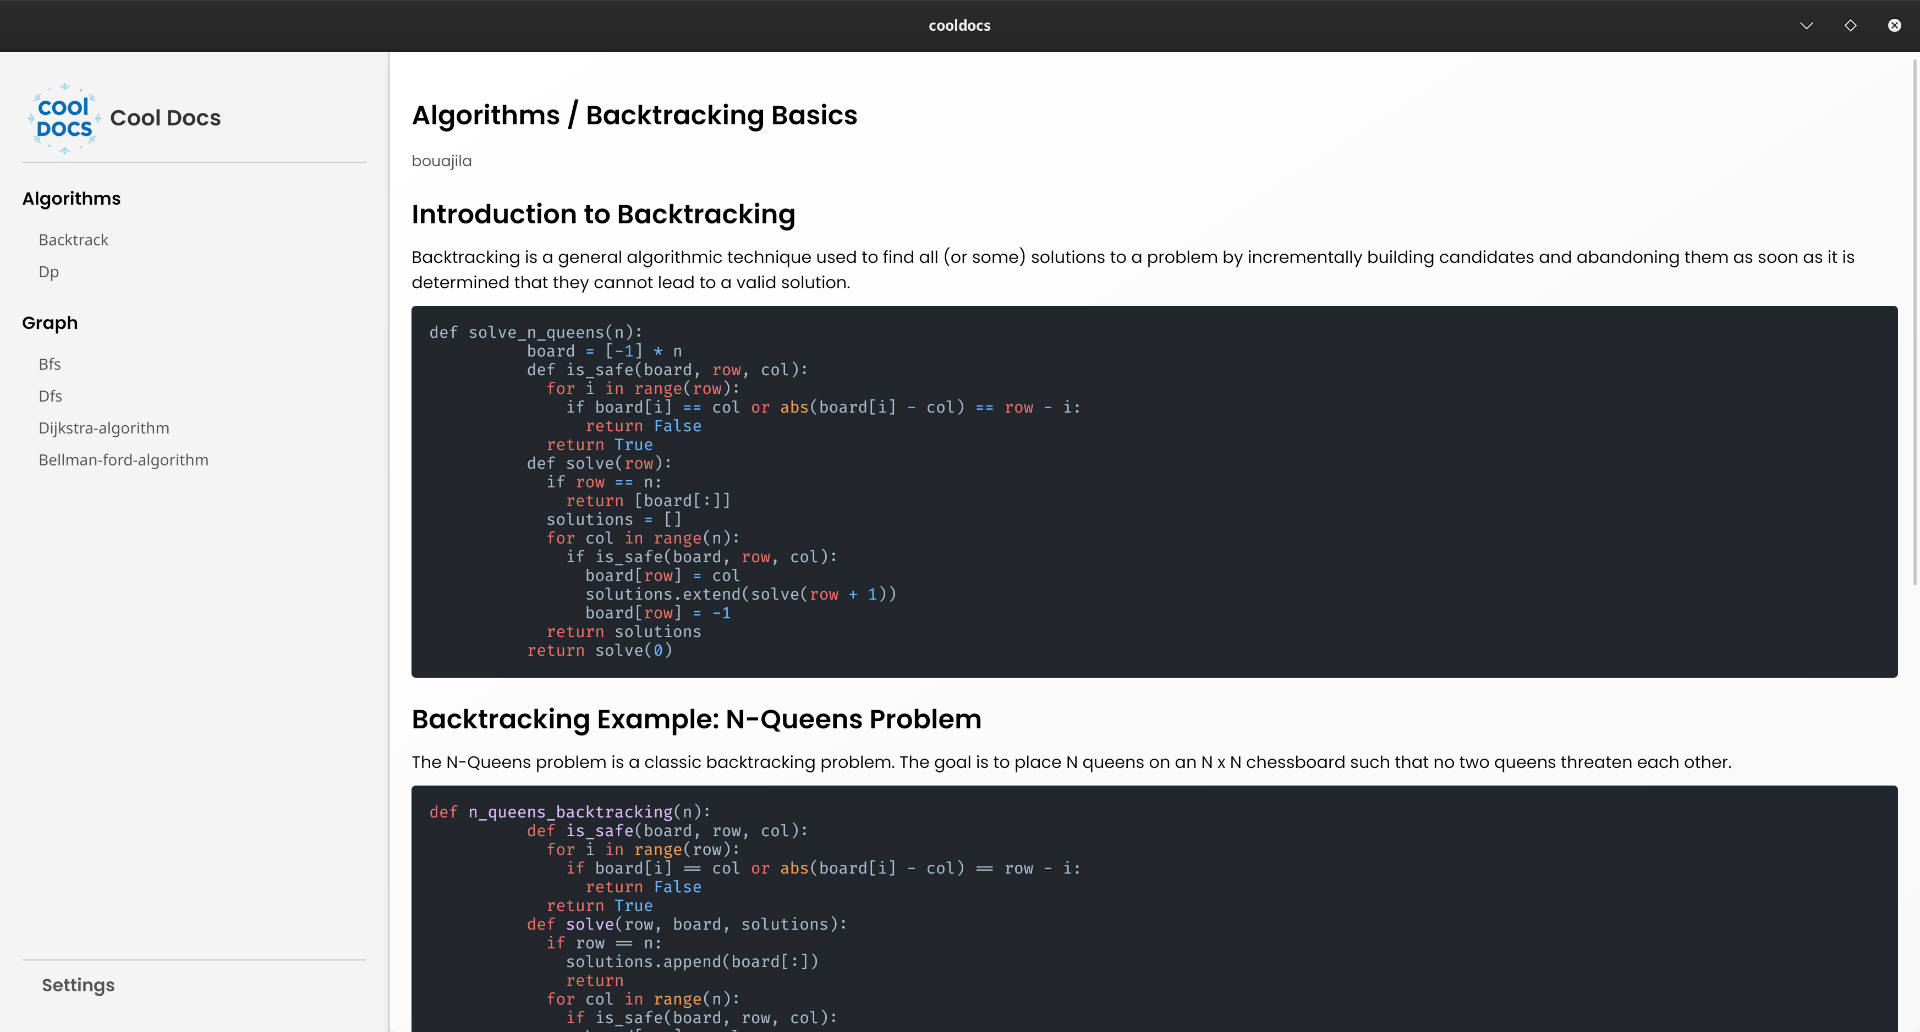 cooldocs
cool
DOCS
Cool Docs
Algorithms
Backtrack
Dp
Graph
Bfs
Dfs
Dijkstra-algorithm
Bellman-ford-algorithm
Settings
Algorithms / Backtracking Basics
bouajila
Introduction to Backtracking
Backtracking is a general algorithmic technique used to find all (or some) solutions to a problem by incrementally building candidates and abandoning them as soon as it is
determined that they cannot lead to a valid solution.
def solve_n_queens(n):
board = [-1] * n
def is_safe(board, row, col):
for i in range(row):
if board[i] == col or abs(board[i] - col) == row - i:
return False
return True
def solve(row):
if row == n:
return [board[:]]
solutions = []
for col in range(n):
if is_safe(board, row, col):
board[row] = col
solutions.extend(solve(row + 1))
board[row] = -1
return solutions
return solve(0)
Backtracking Example: N-Queens Problem
The N-Queens problem is a classic backtracking problem. The goal is to place N queens on an N x N chessboard such that no two queens threaten each other.
def n_queens_backtracking(n):
def is_safe(board, row, col):
for i in range(row):
if board[i] == col or abs(board[i] - col) == row - i:
return False
return True
def solve(row, board, solutions):
if row == n:
solutions.append(board[:])
return
for col in range(n):
if is_safe(board, row, col):